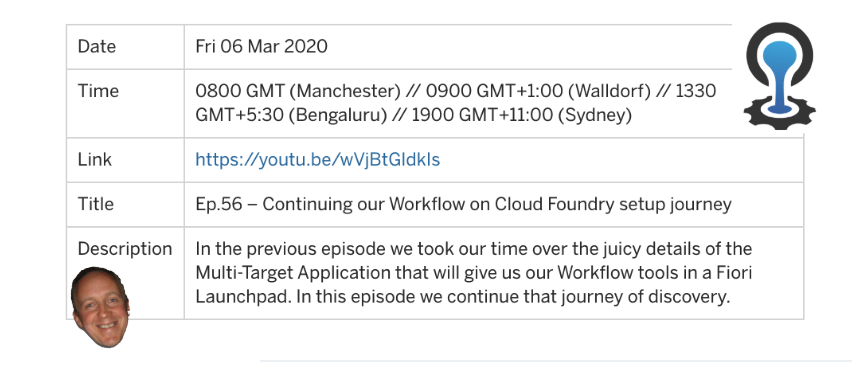 Date
Fri 06 Mar 2020
Time
0800 GMT (Manchester) // 0900 GMT+1:00 (Walldorf) // 1330
GMT+5:30 (Bengaluru) // 1900 GMT+11:00 (Sydney)
Link
https://youtu.be/wVjBtGldkIs
Title
Ep.56 – Continuing our Workflow on Cloud Foundry setup journey
Description
In the previous episode we took our time over the juicy details of the
Multi-Target Application that will give us our Workflow tools in a Fiori
Launchpad. In this episode we continue that journey of discovery.